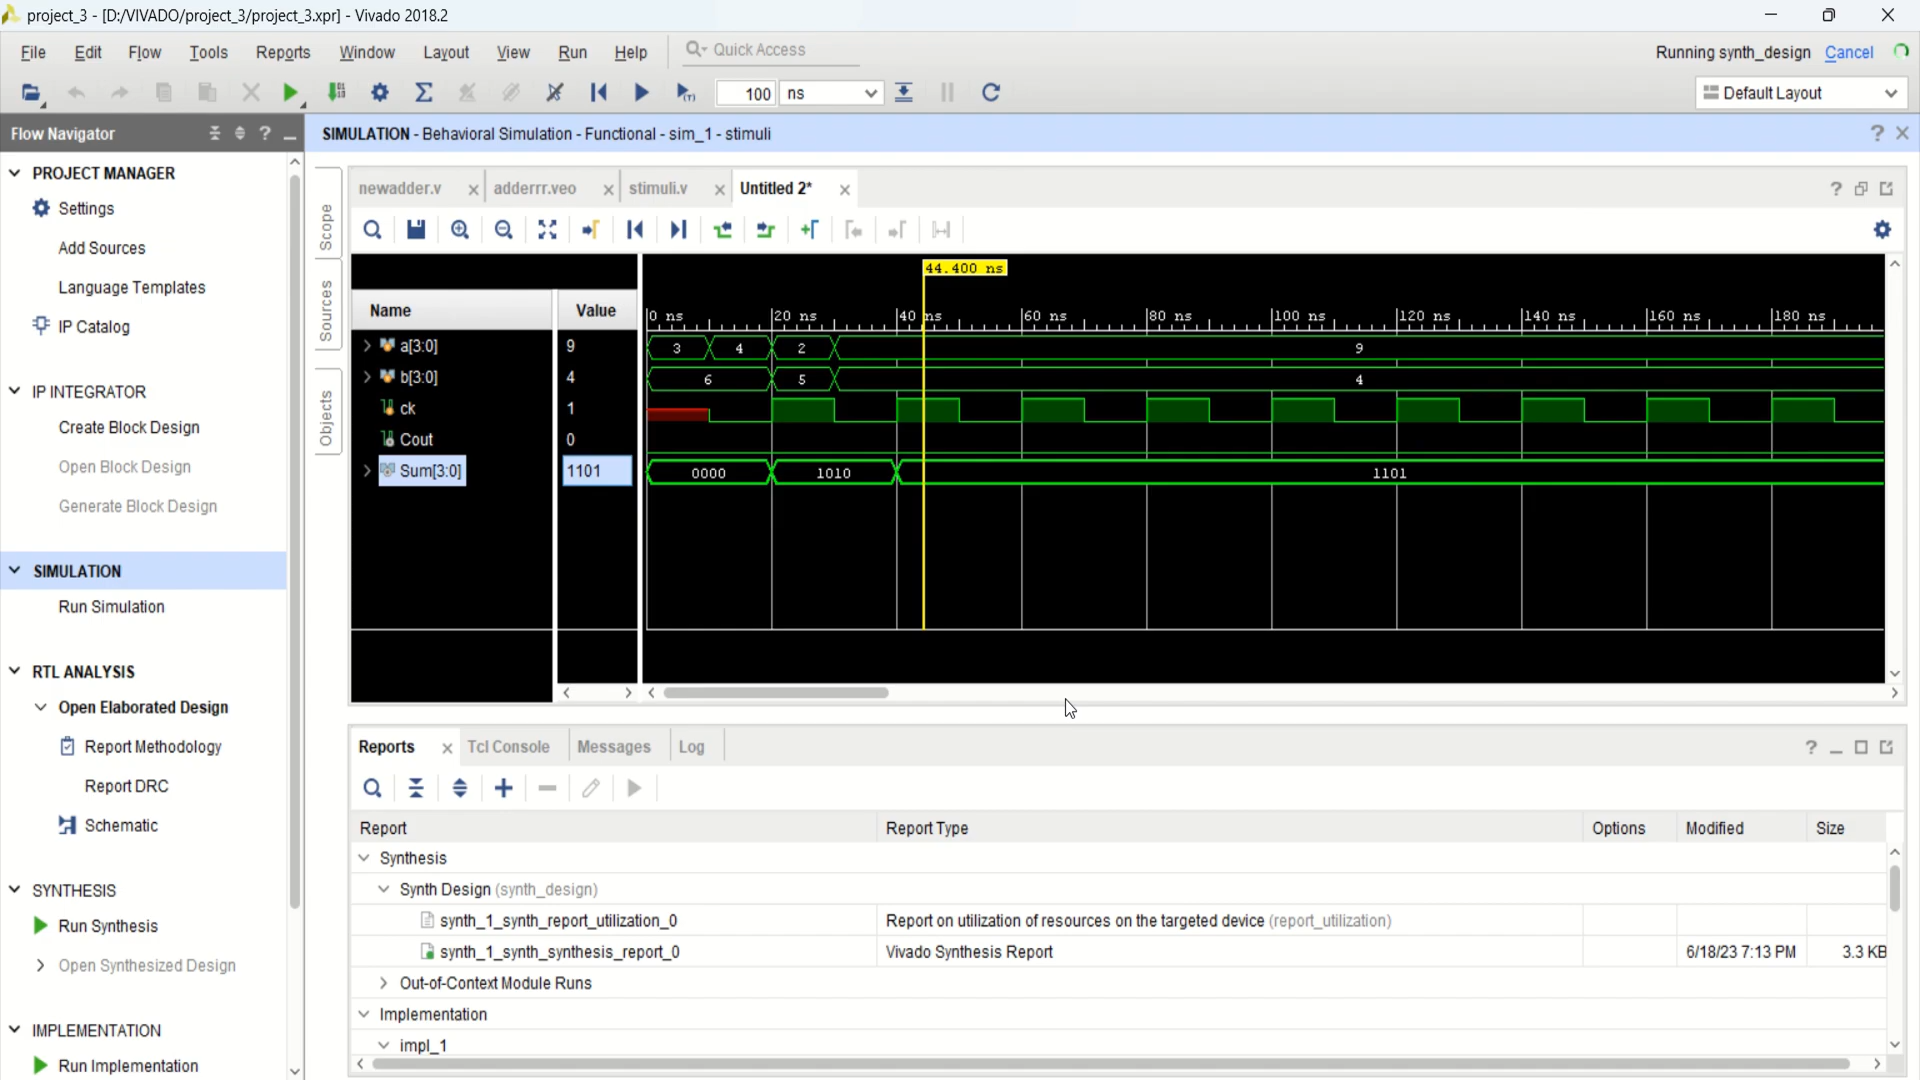 project_3 - [D:/VIVADO/project_3/project_3.xpr] - Vivado 2018.2
File Edit Flow Tools Reports Window Layout View Run Help Quick Access
Running synth_design Cancel
100 ns Default Layout
Flow Navigator
SIMULATION - Behavioral Simulation - Functional - sim_1 - stimuli
PROJECT MANAGER
Settings
Add Sources
Language Templates
IP Catalog
IP INTEGRATOR
Create Block Design
Open Block Design
Generate Block Design
SIMULATION
Run Simulation
RTL ANALYSIS
Open Elaborated Design
Report Methodology
Report DRC
Schematic
SYNTHESIS
Run Synthesis
Open Synthesized Design
IMPLEMENTATION
Run Implementation
Scope
Sources
Objects
newadder.v adderrr.veo stimuli.v Untitled 2*
44.400 ns
Name Value 0 ns 20 ns 40 ns 60 ns 80 ns 100 ns 120 ns 140 ns 160 ns 180 ns
a[3:0] 9 3 4 2 9
b[3:0] 4 6 5 4
ck 1
Cout 0
Sum[3:0] 1101 0000 1010 1101
Reports Tcl Console Messages Log
Report Report Type Options Modified Size
Synthesis
Synth Design (synth_design)
synth_1_synth_report_utilization_0 Report on utilization of resources on the targeted device (report_utilization)
synth_1_synth_synthesis_report_0 Vivado Synthesis Report 6/18/23 7:13 PM 3.3 KB
Out-of-Context Module Runs
Implementation
impl_1